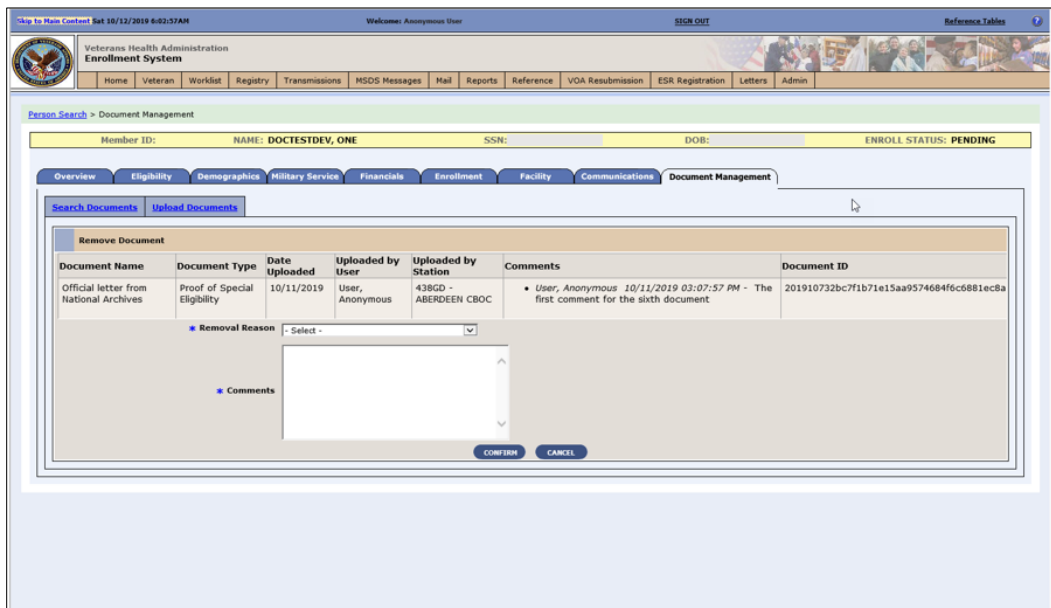 Skip to Main Content Sat 10/12/2019 6:02:57AM Welcome: Anonymous User SIGN OUT Reference Tables ?
Veterans Health Administration
Enrollment System
Home Veteran Worklist Registry Transmissions MSDS Messages Mail Reports Reference VOA Resubmission ESR Registration Letters Admin
Person Search > Document Management
Member ID: NAME: DOCTESTDEV, ONE SSN: DOB: ENROLL STATUS: PENDING
Overview Eligibility Demographics Military Service Financials Enrollment Facility Communications Document Management
Search Documents Upload Documents
Remove Document
Document Name Document Type Date Uploaded Uploaded by User Uploaded by Station Comments Document ID
Official letter from National Archives Proof of Special Eligibility 10/11/2019 User, Anonymous 438GD - ABERDEEN CBOC • User, Anonymous 10/11/2019 03:07:57 PM - The first comment for the sixth document 201910732bc7f1b71e15aa9574684f6c6881ec8a
* Removal Reason - Select -
* Comments
CONFIRM CANCEL